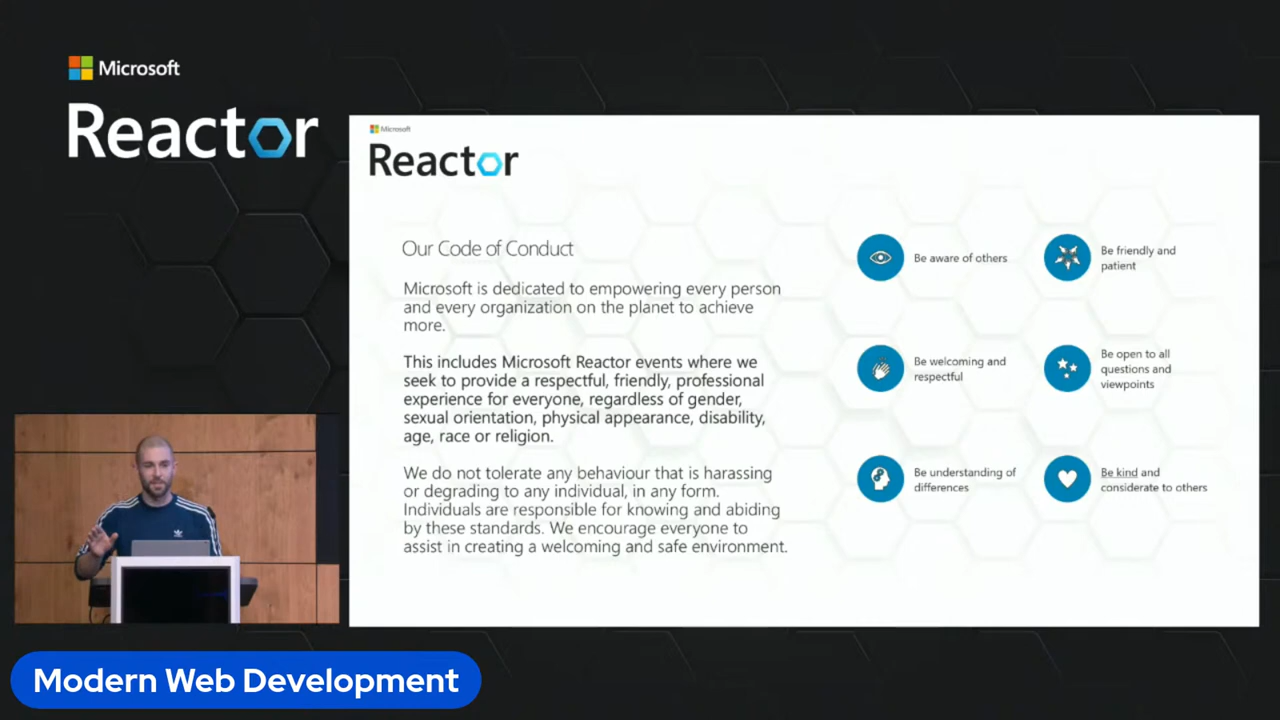 Microsoft
Reactor
Microsoft
Reactor
Our Code of Conduct
Microsoft is dedicated to empowering every person
and every organization on the planet to achieve
more.
This includes Microsoft Reactor events where we
seek to provide a respectful, friendly, professional
experience for everyone, regardless of gender,
sexual orientation, physical appearance, disability,
age, race or religion.
We do not tolerate any behaviour that is harassing
or degrading to any individual, in any form.
Individuals are responsible for knowing and abiding
by these standards. We encourage everyone to
assist in creating a welcoming and safe environment.
Be aware of others
Be friendly and
patient
Be welcoming and
respectful
Be open to all
questions and
viewpoints
Be understanding of
differences
Be kind and
considerate to others
Modern Web Development